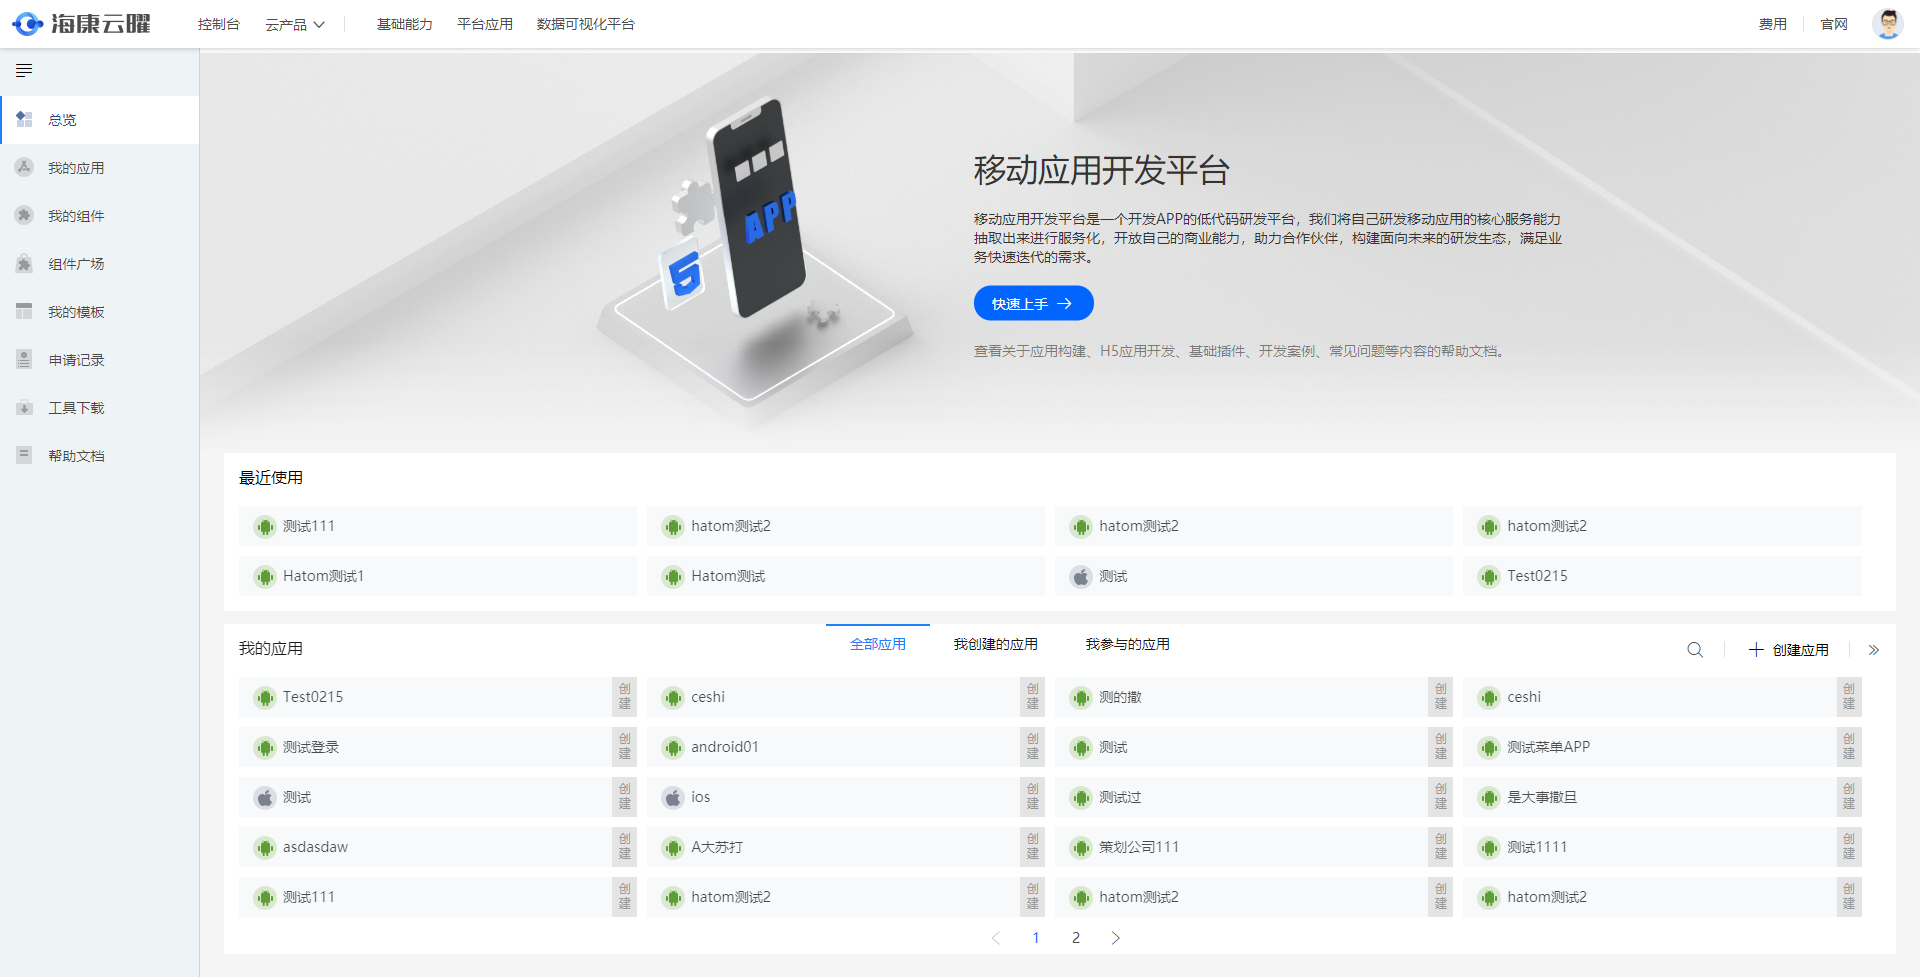 海康云曜
控制台
云产品
基础能力
平台应用
数据可视化平台
费用
官网
总览
我的应用
我的组件
组件广场
我的模板
申请记录
工具下载
帮助文档
APP
5
移动应用开发平台
移动应用开发平台是一个开发APP的低代码研发平台，我们将自己研发移动应用的核心服务能力
抽取出来进行服务化，开放自己的商业能力，助力合作伙伴，构建面向未来的研发生态，满足业
务快速迭代的需求。
快速上手
查看关于应用构建、H5应用开发、基础插件、开发案例、常见问题等内容的帮助文档。
最近使用
测试111
hatom测试2
hatom测试2
hatom测试2
Hatom测试1
Hatom测试
测试
Test0215
我的应用
全部应用
我创建的应用
我参与的应用
创建应用
Test0215
创建
ceshi
创建
测的撒
创建
ceshi
创建
测试登录
创建
android01
创建
测试
创建
测试菜单APP
创建
测试
创建
ios
创建
测试过
创建
是大事撒旦
创建
asdasdaw
创建
A大苏打
创建
策划公司111
创建
测试1111
创建
测试111
创建
hatom测试2
创建
hatom测试2
创建
hatom测试2
创建
1
2